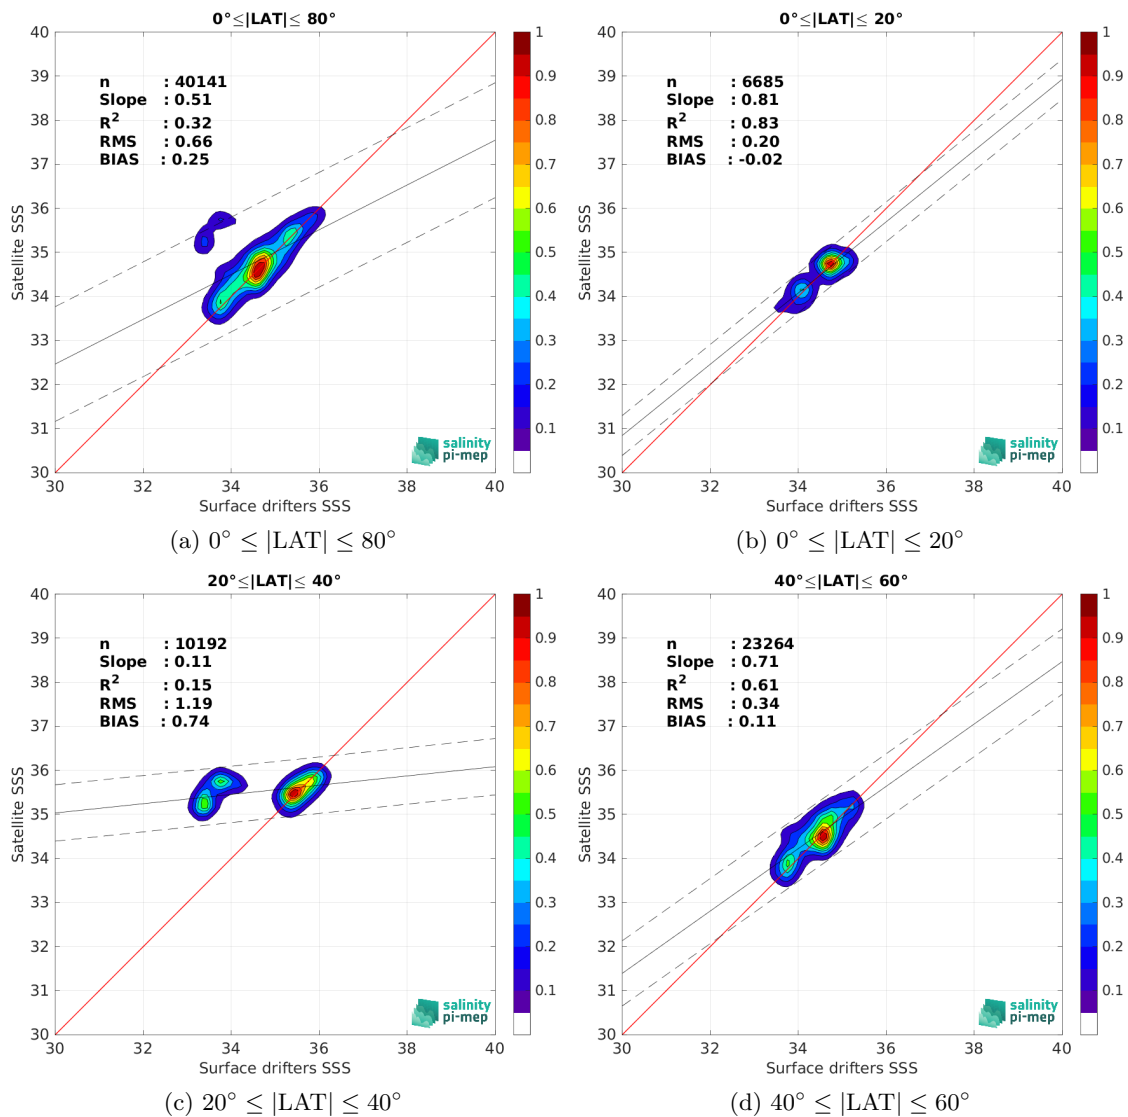 0°≤|LAT|≤ 80°
n : 40141
Slope : 0.51
R² : 0.32
RMS : 0.66
BIAS : 0.25
40
39
38
37
36
35
34
33
32
31
30
30 32 34 36 38 40
Satellite SSS
Surface drifters SSS
1
0.9
0.8
0.7
0.6
0.5
0.4
0.3
0.2
0.1
salinity
pi-mep
(a) 0° ≤ |LAT| ≤ 80°
0°≤|LAT|≤ 20°
n : 6685
Slope : 0.81
R² : 0.83
RMS : 0.20
BIAS : -0.02
40
39
38
37
36
35
34
33
32
31
30
30 32 34 36 38 40
Satellite SSS
Surface drifters SSS
1
0.9
0.8
0.7
0.6
0.5
0.4
0.3
0.2
0.1
salinity
pi-mep
(b) 0° ≤ |LAT| ≤ 20°
20°≤|LAT|≤ 40°
n : 10192
Slope : 0.11
R² : 0.15
RMS : 1.19
BIAS : 0.74
40
39
38
37
36
35
34
33
32
31
30
30 32 34 36 38 40
Satellite SSS
Surface drifters SSS
1
0.9
0.8
0.7
0.6
0.5
0.4
0.3
0.2
0.1
salinity
pi-mep
(c) 20° ≤ |LAT| ≤ 40°
40°≤|LAT|≤ 60°
n : 23264
Slope : 0.71
R² : 0.61
RMS : 0.34
BIAS : 0.11
40
39
38
37
36
35
34
33
32
31
30
30 32 34 36 38 40
Satellite SSS
Surface drifters SSS
1
0.9
0.8
0.7
0.6
0.5
0.4
0.3
0.2
0.1
salinity
pi-mep
(d) 40° ≤ |LAT| ≤ 60°